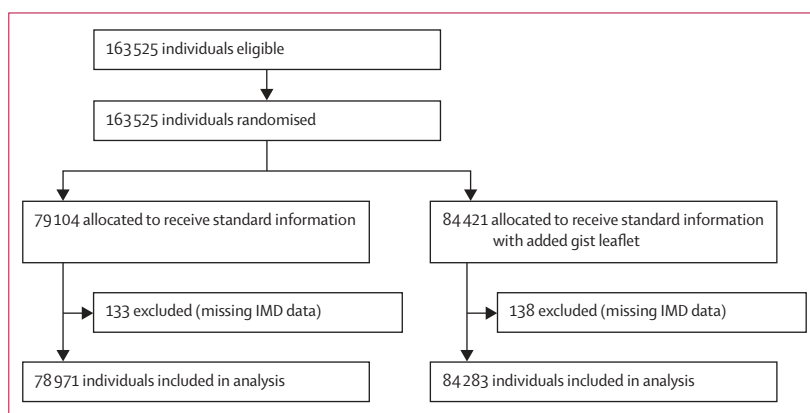 163 525 individuals eligible
163 525 individuals randomised
79 104 allocated to receive standard information
84 421 allocated to receive standard information
with added gist leaflet
133 excluded (missing IMD data)
138 excluded (missing IMD data)
78 971 individuals included in analysis
84 283 individuals included in analysis